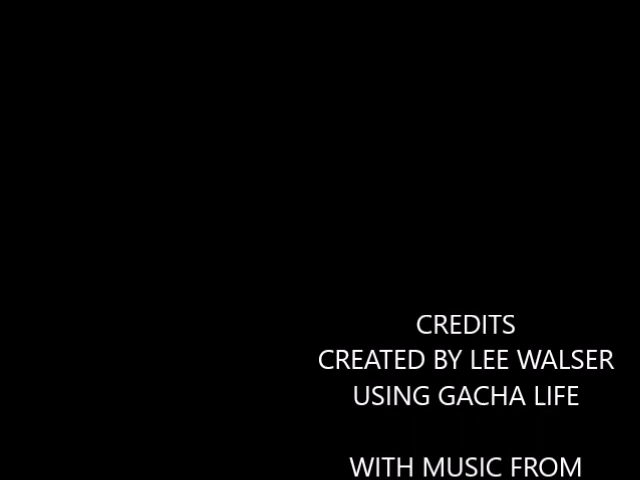 CREDITS
CREATED BY LEE WALSER
USING GACHA LIFE
WITH MUSIC FROM